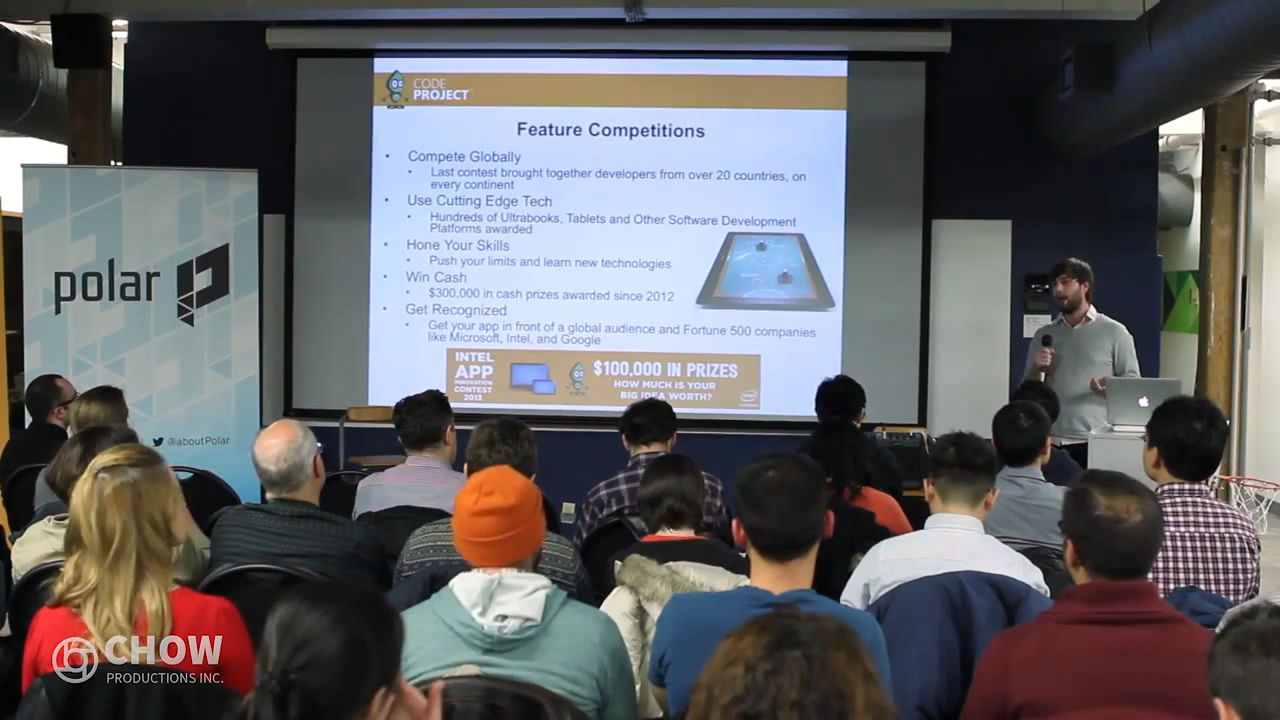 CODE
PROJECT
Feature Competitions
• Compete Globally
• Last contest brought together developers from over 20 countries, on
every continent
• Use Cutting Edge Tech
• Hundreds of Ultrabooks, Tablets and Other Software Development
Platforms awarded
• Hone Your Skills
• Push your limits and learn new technologies
• Win Cash
• $300,000 in cash prizes awarded since 2012
• Get Recognized
• Get your app in front of a global audience and Fortune 500 companies
like Microsoft, Intel, and Google
INTEL
APP
INNOVATION
CONTEST
2013
$100,000 IN PRIZES
HOW MUCH IS YOUR
BIG IDEA WORTH?
intel
polar
@aboutPolar
CHOW
PRODUCTIONS INC.